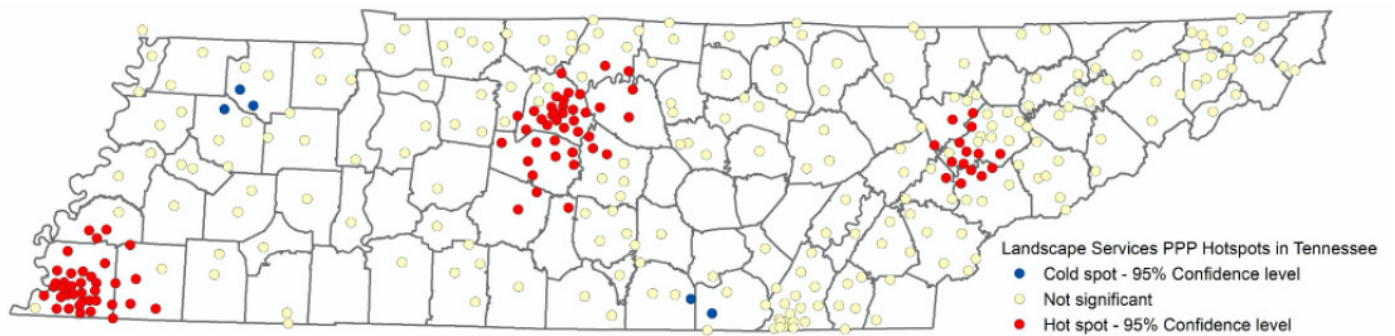 Landscape Services PPP Hotspots in Tennessee
Cold spot - 95% Confidence level
Not significant
Hot spot - 95% Confidence level